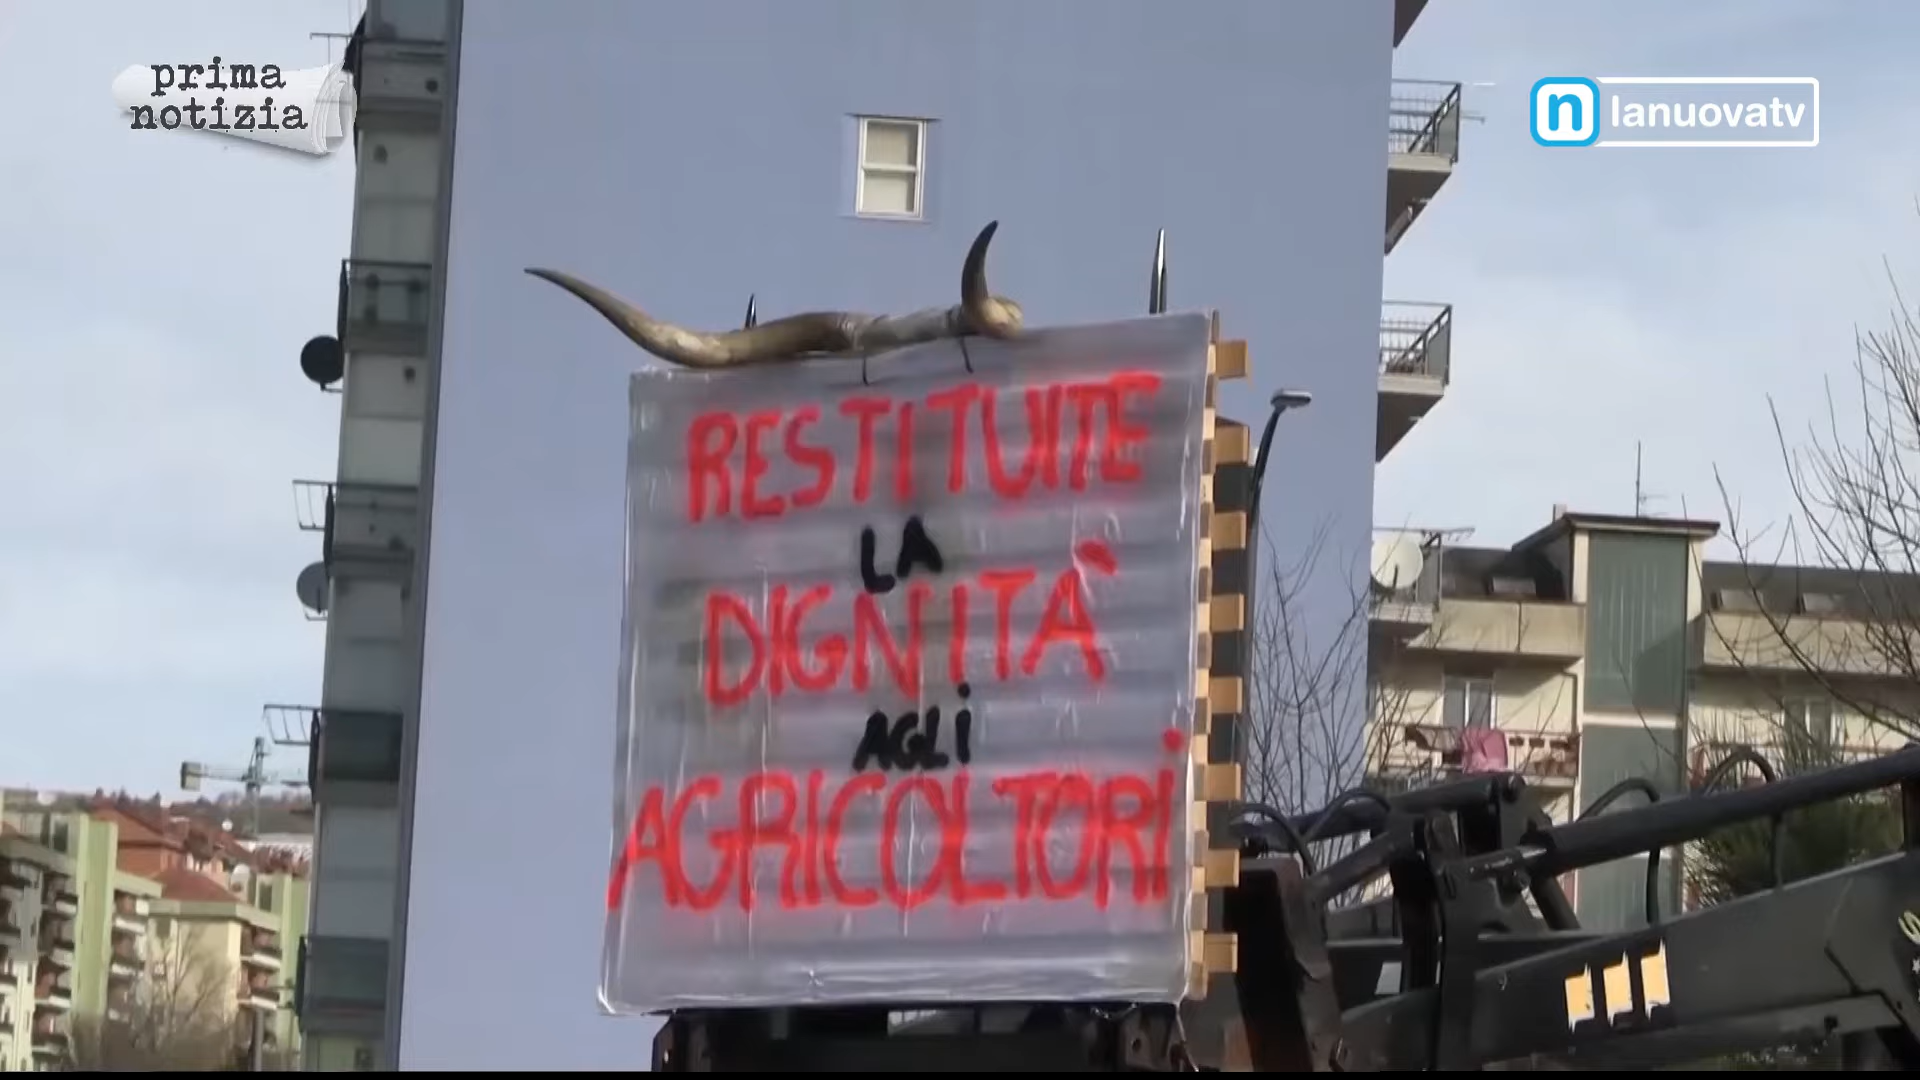 prima
notizia
n lanuovatv
RESTITUITE
LA
DIGNITÀ
AGLI
AGRICOLTORI